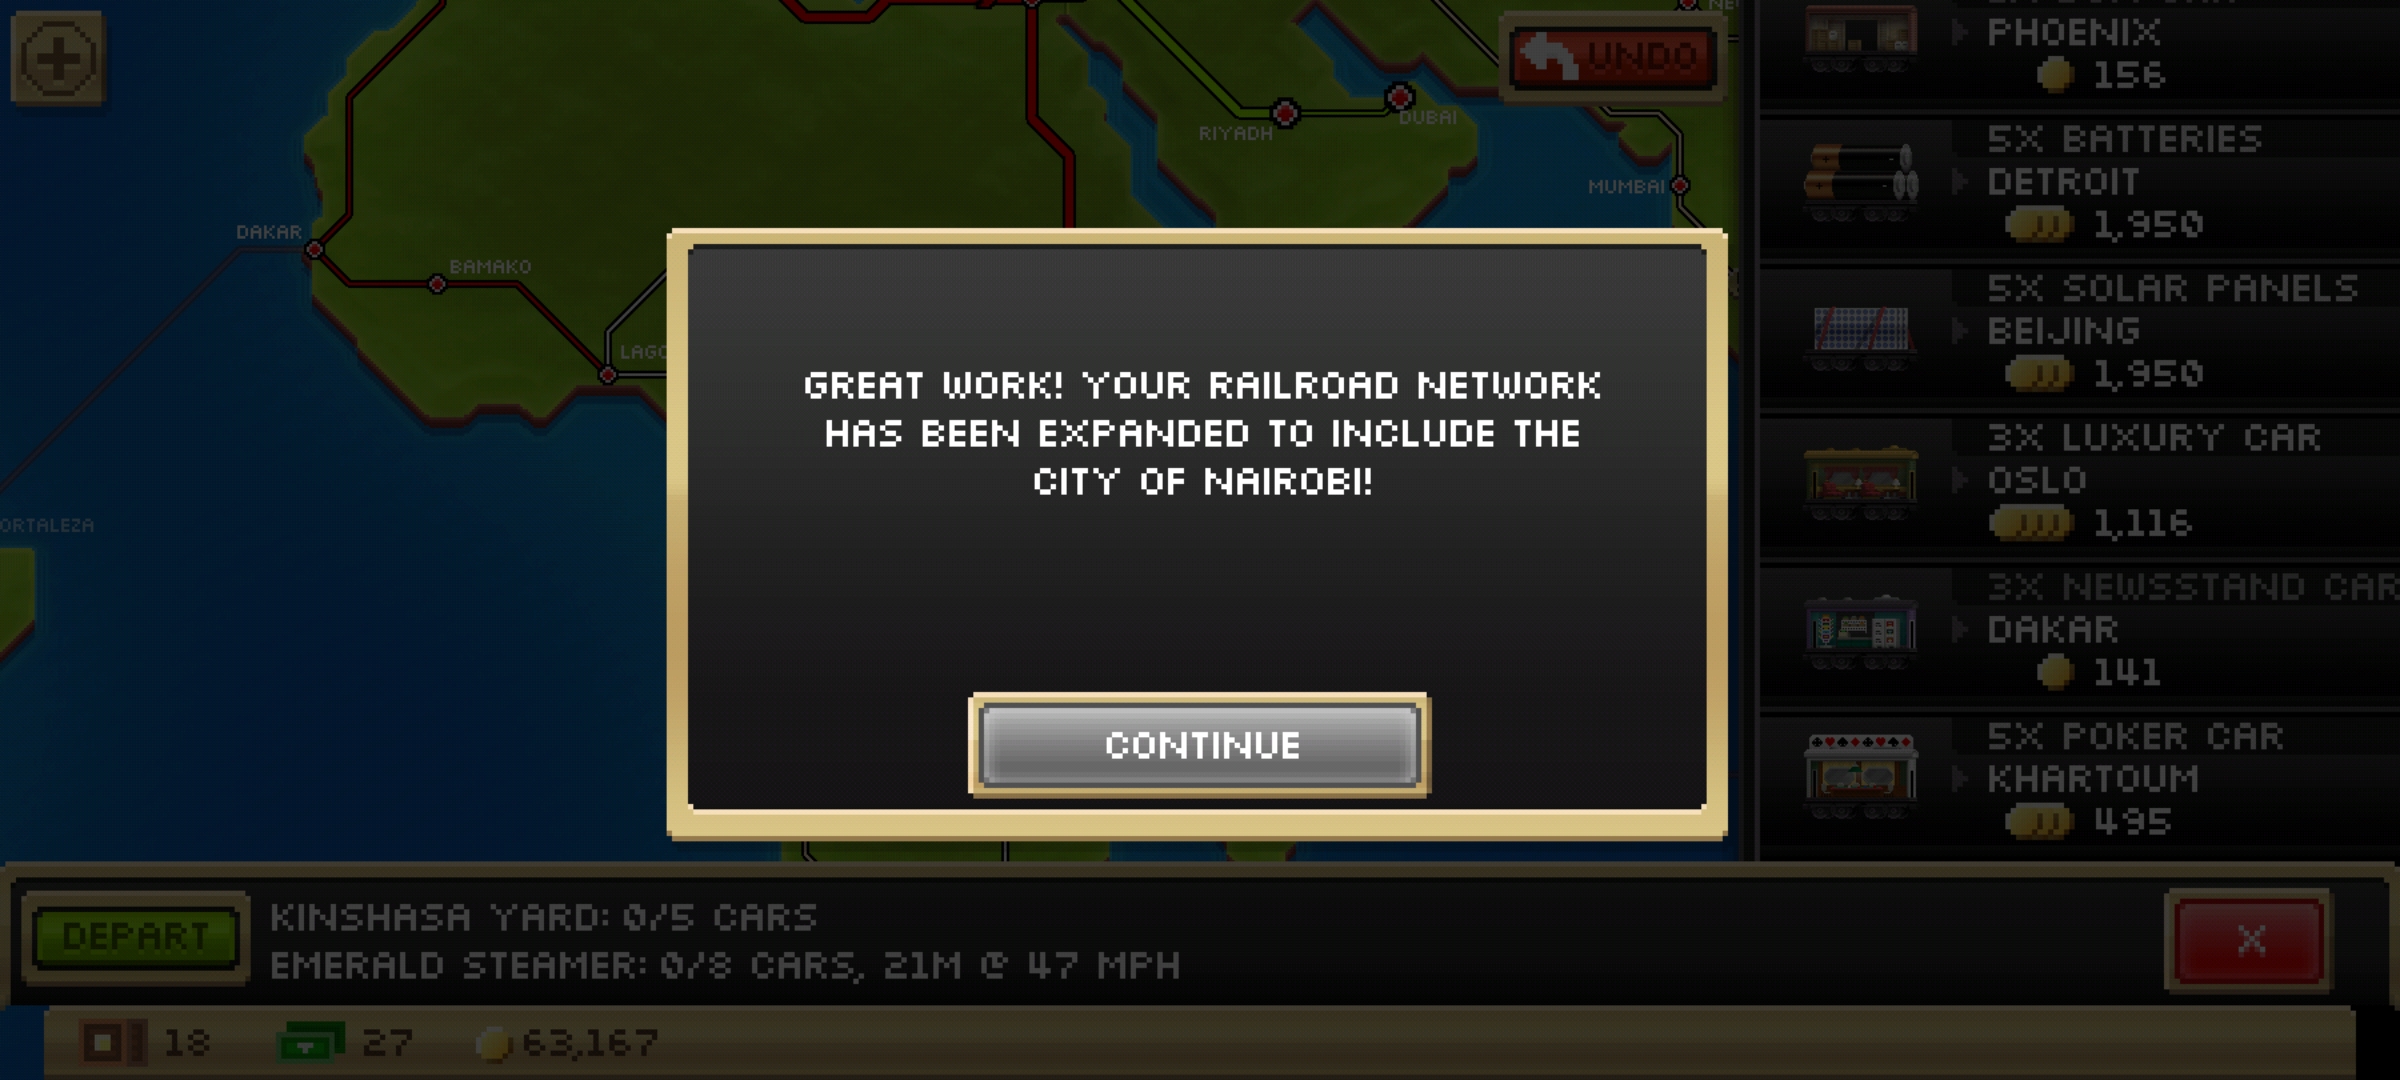 UNDO
RIYADH
DUBAI
MUMBAI
DAKAR
BAMAKO
GREAT WORK! YOUR RAILROAD NETWORK
HAS BEEN EXPANDED TO INCLUDE THE
CITY OF NAIROBI!
CONTINUE
PHOENIX
156
5X BATTERIES
DETROIT
1,950
5X SOLAR PANELS
BEIJING
1,950
3X LUXURY CAR
OSLO
1,116
3X NEWSSTAND CAR
DAKAR
141
5X POKER CAR
KHARTOUM
495
DEPART
KINSHASA YARD: 0/5 CARS
EMERALD STEAMER: 0/8 CARS, 21M @ 47 MPH
X
18
27
63,167